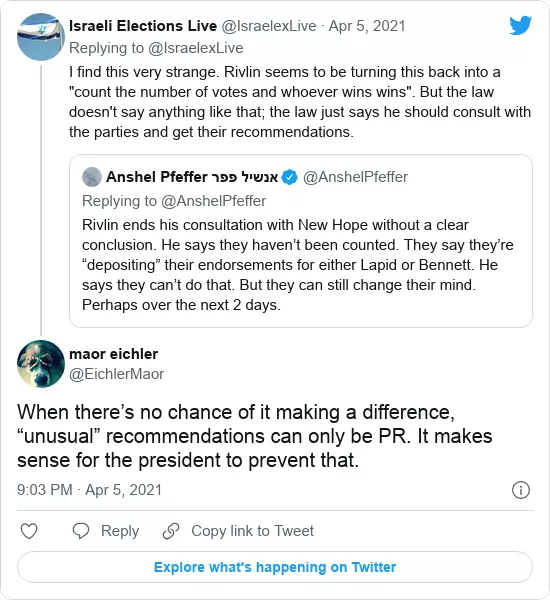 Israeli Elections Live @IsraelexLive · Apr 5, 2021
Replying to @IsraelexLive
I find this very strange. Rivlin seems to be turning this back into a
"count the number of votes and whoever wins wins". But the law
doesn't say anything like that; the law just says he should consult with
the parties and get their recommendations.
Anshel Pfeffer אנשיל פפר @AnshelPfeffer
Replying to @AnshelPfeffer
Rivlin ends his consultation with New Hope without a clear
conclusion. He says they haven’t been counted. They say they’re
“depositing” their endorsements for either Lapid or Bennett. He
says they can’t do that. But they can still change their mind.
Perhaps over the next 2 days.
maor eichler
@EichlerMaor
When there’s no chance of it making a difference,
“unusual” recommendations can only be PR. It makes
sense for the president to prevent that.
9:03 PM · Apr 5, 2021
Reply Copy link to Tweet
Explore what's happening on Twitter